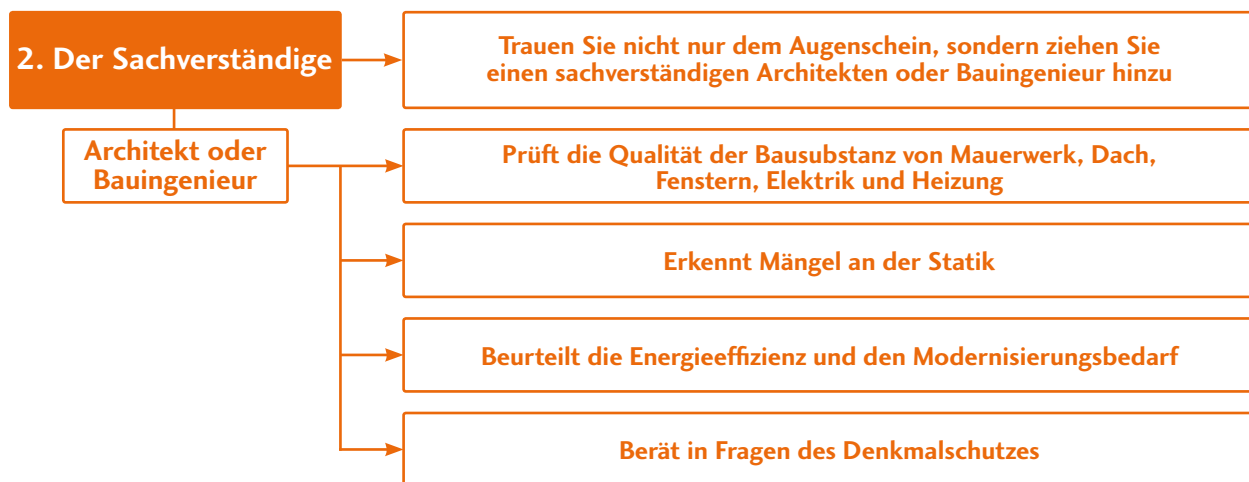 2. Der Sachverständige
Trauen Sie nicht nur dem Augenschein, sondern ziehen Sie
einen sachverständigen Architekten oder Bauingenieur hinzu
Architekt oder
Bauingenieur
Prüft die Qualität der Bausubstanz von Mauerwerk, Dach,
Fenstern, Elektrik und Heizung
Erkennt Mängel an der Statik
Beurteilt die Energieeffizienz und den Modernisierungsbedarf
Berät in Fragen des Denkmalschutzes